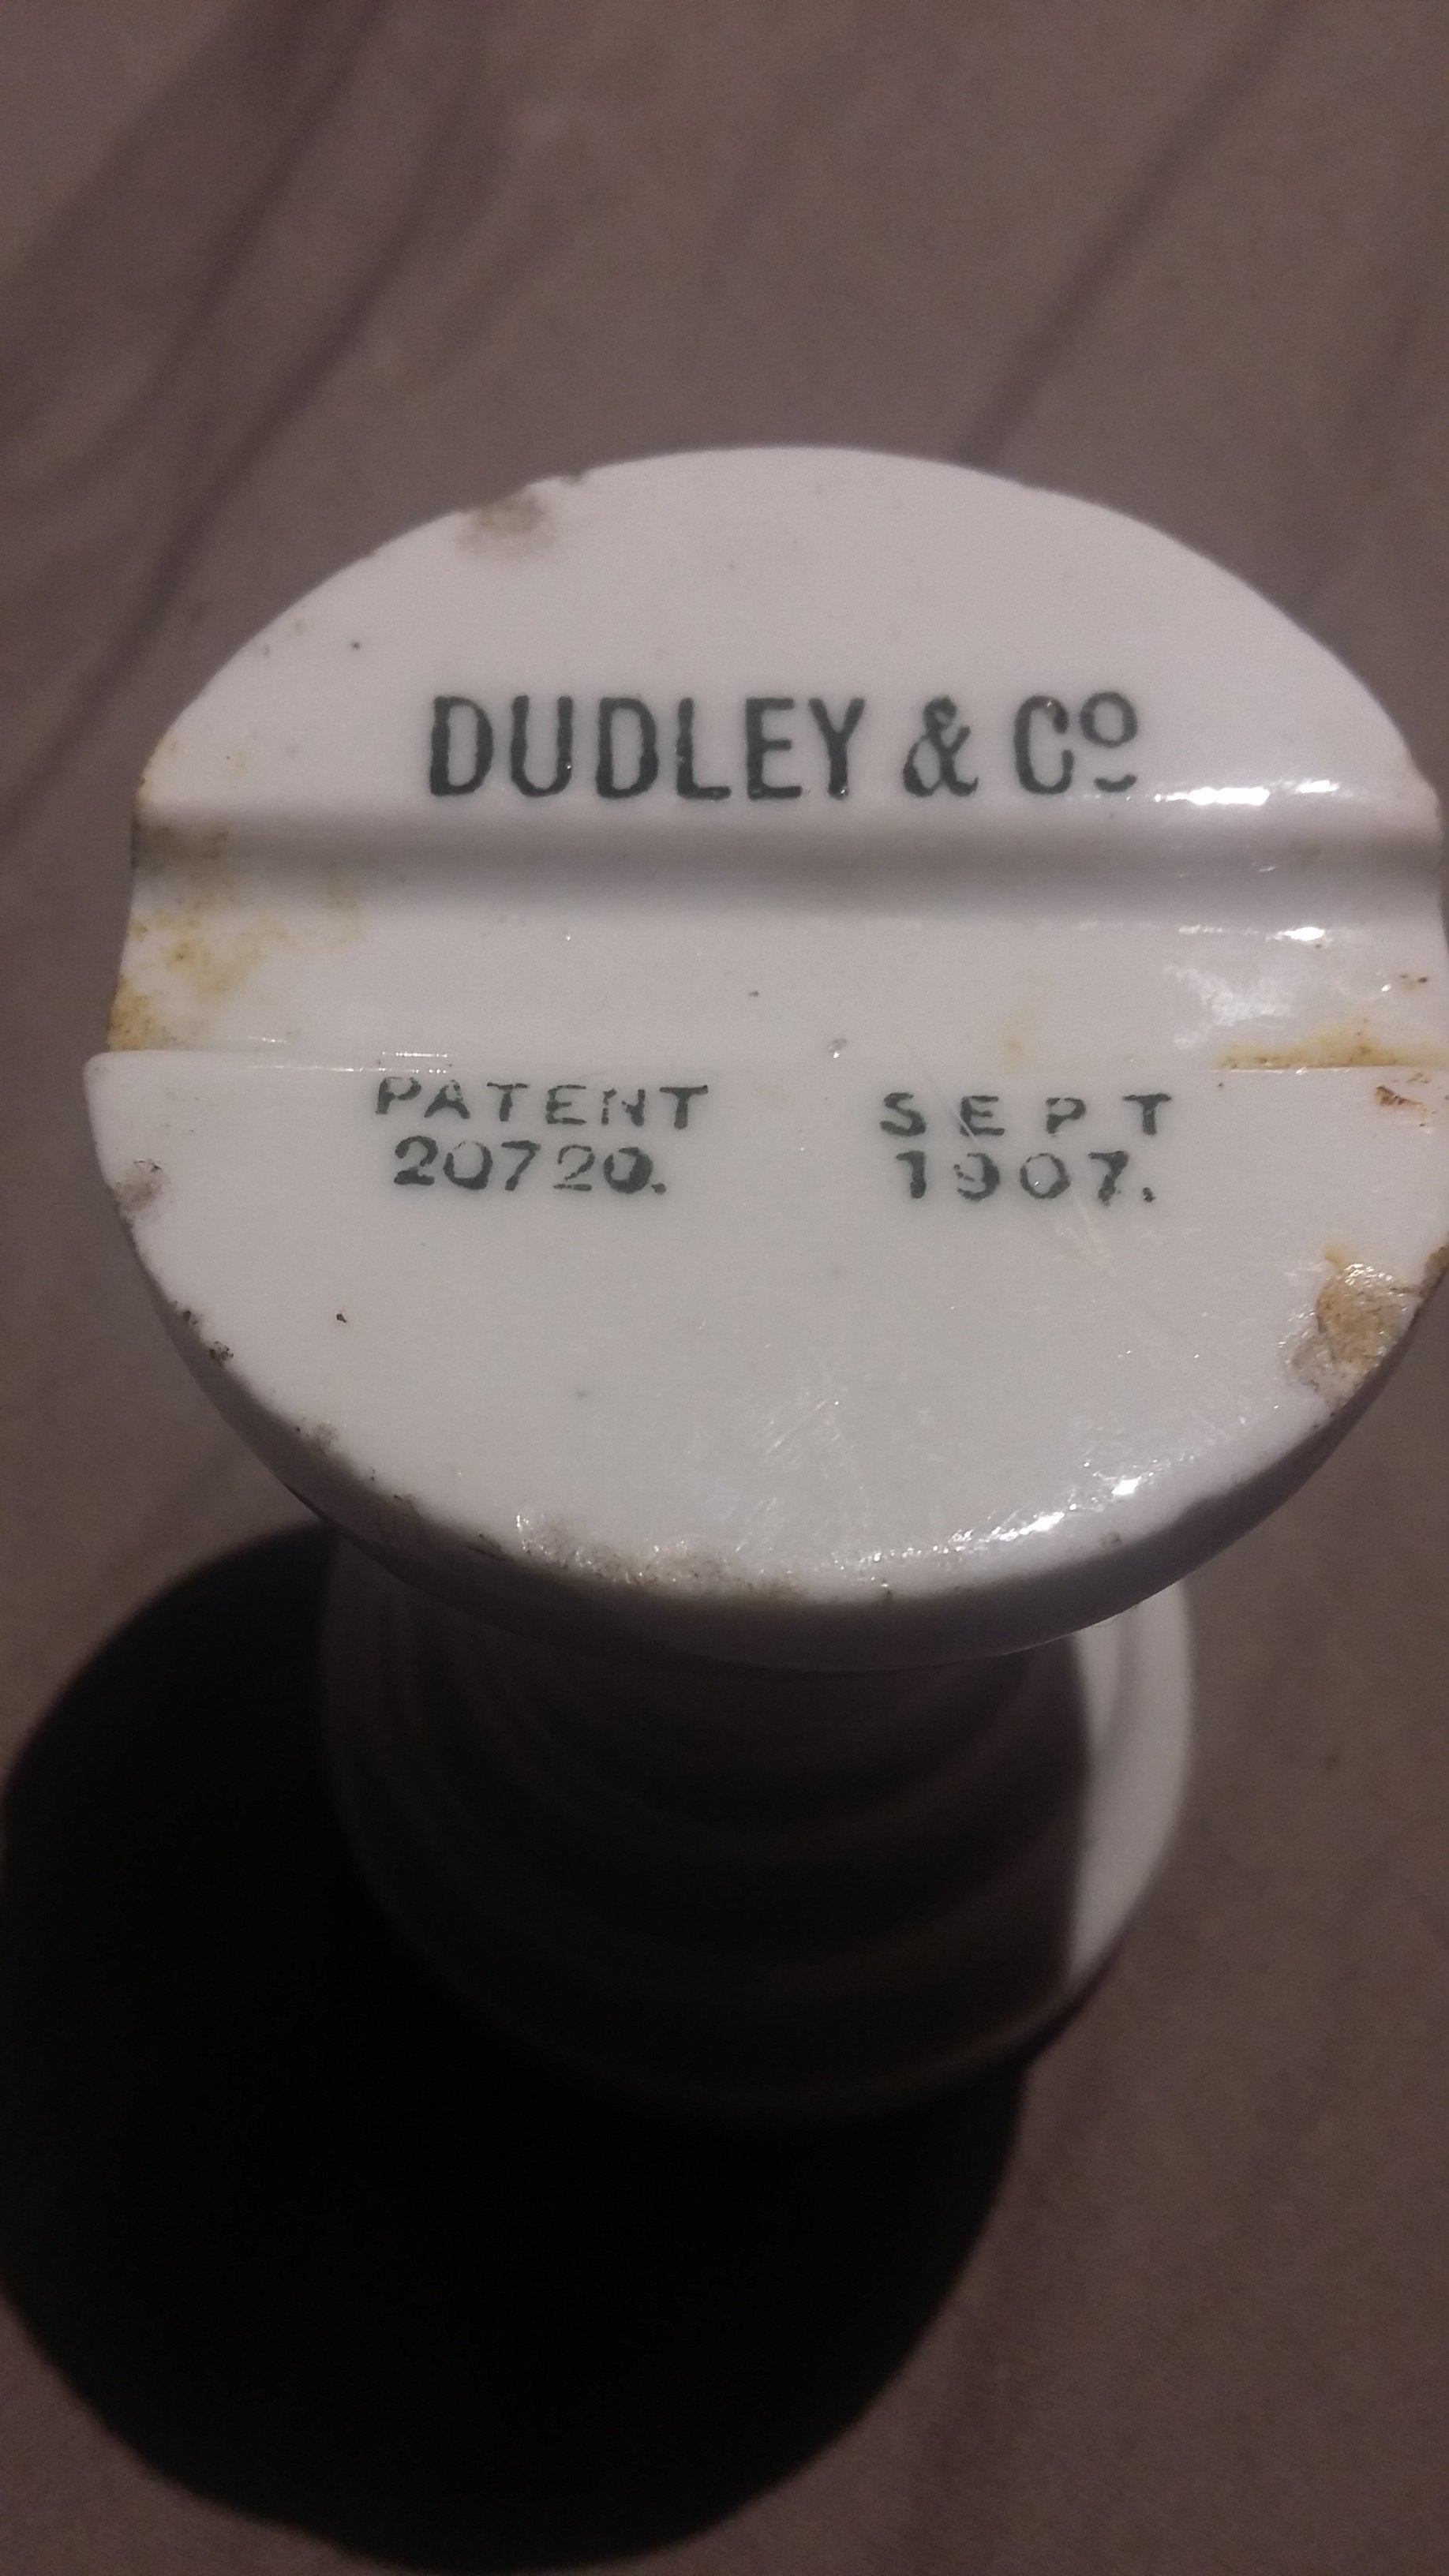 DUDLEY & Co
PATENT SEPT
20720. 1907.